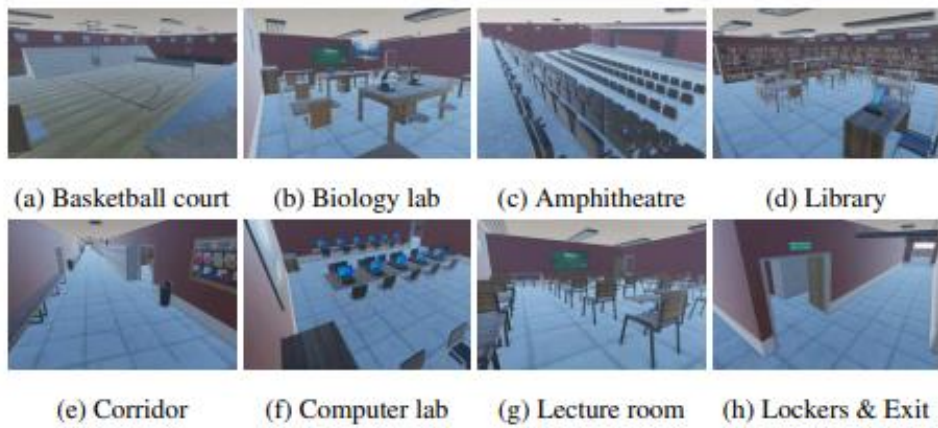 (a) Basketball court (b) Biology lab (c) Amphitheatre (d) Library
(e) Corridor (f) Computer lab (g) Lecture room (h) Lockers & Exit